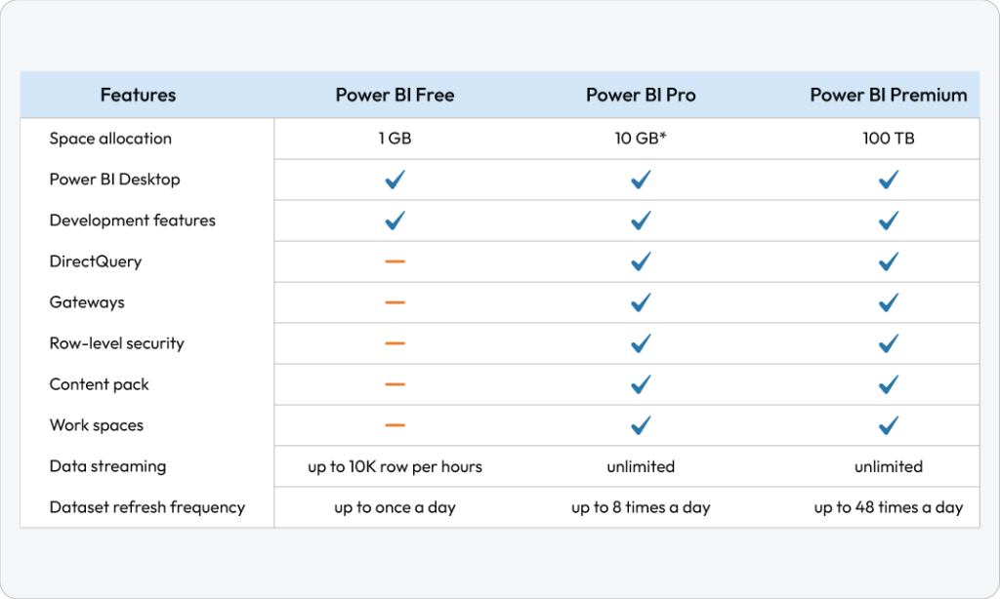 Features Power BI Free Power BI Pro Power BI Premium
Space allocation 1 GB 10 GB* 100 TB
Power BI Desktop
Development features
DirectQuery
Gateways
Row-level security
Content pack
Work spaces
Data streaming up to 10K row per hours unlimited unlimited
Dataset refresh frequency up to once a day up to 8 times a day up to 48 times a day